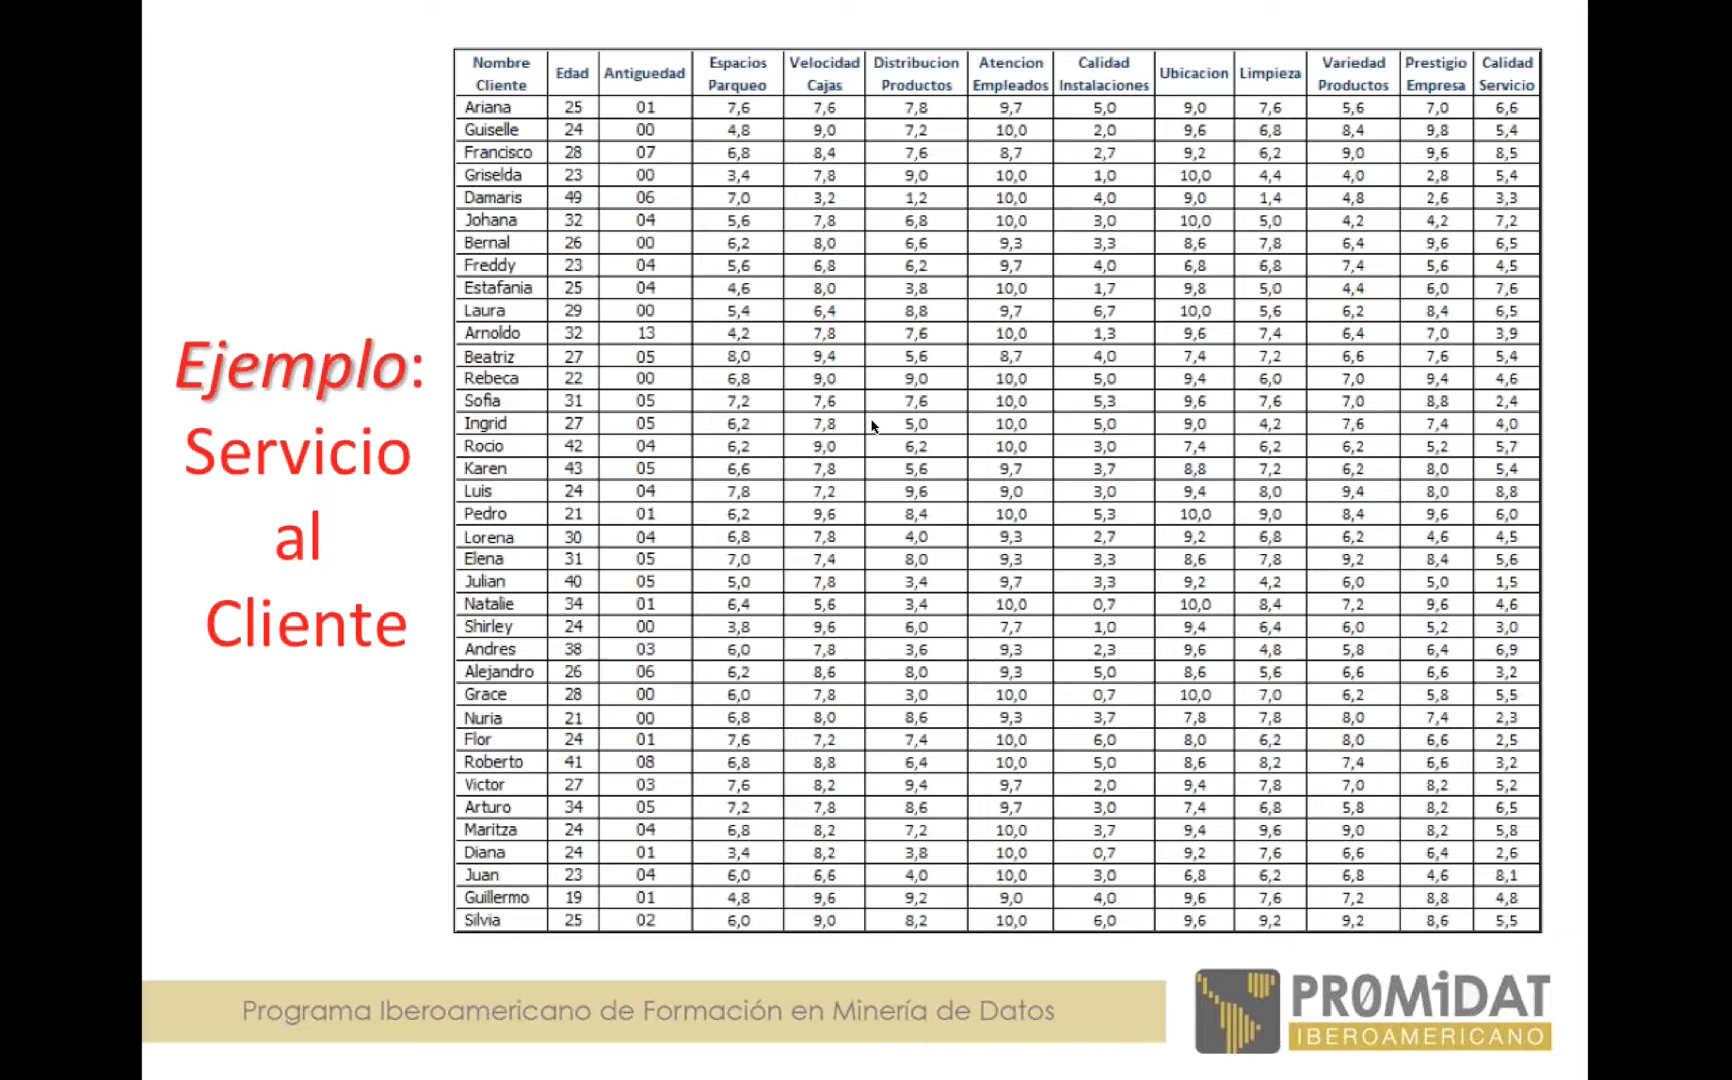 Ejemplo:
Servicio
al
Cliente
Nombre Cliente Edad Antiguedad Espacios Parqueo Velocidad Cajas Distribucion Productos Atencion Empleados Calidad Instalaciones Ubicacion Limpieza Variedad Productos Prestigio Empresa Calidad Servicio
Ariana 25 01 7,6 7,6 7,8 9,7 5,0 9,0 7,6 5,6 7,0 6,6
Guiselle 24 00 4,8 9,0 7,2 10,0 2,0 9,6 6,8 8,4 9,8 5,4
Francisco 28 07 6,8 8,4 7,6 8,7 2,7 9,2 6,2 9,0 9,6 8,5
Griselda 23 00 3,4 7,8 9,0 10,0 1,0 10,0 4,4 4,0 2,8 5,4
Damaris 49 06 7,0 3,2 1,2 10,0 4,0 9,0 1,4 4,8 2,6 3,3
Johana 32 04 5,6 7,8 6,8 10,0 3,0 10,0 5,0 4,2 4,2 7,2
Bernal 26 00 6,2 8,0 6,6 9,3 3,3 8,6 7,8 6,4 9,6 6,5
Freddy 23 04 5,6 6,8 6,2 9,7 4,0 6,8 6,8 7,4 5,6 4,5
Estafania 25 04 4,6 8,0 3,8 10,0 1,7 9,8 5,0 4,4 6,0 7,6
Laura 29 00 5,4 6,4 8,8 9,7 6,7 10,0 5,6 6,2 8,4 6,5
Arnoldo 32 13 4,2 7,8 7,6 10,0 1,3 9,6 7,4 6,4 7,0 3,9
Beatriz 27 05 8,0 9,4 5,6 8,7 4,0 7,4 7,2 6,6 7,6 5,4
Rebeca 22 00 6,8 9,0 9,0 10,0 5,0 9,4 6,0 7,0 9,4 4,6
Sofia 31 05 7,2 7,6 7,6 10,0 5,3 9,6 7,6 7,0 8,8 2,4
Ingrid 27 05 6,2 7,8 5,0 10,0 5,0 9,0 4,2 7,6 7,4 4,0
Rocio 42 04 6,2 9,0 6,2 10,0 3,0 7,4 6,2 6,2 5,2 5,7
Karen 43 05 6,6 7,8 5,6 9,7 3,7 8,8 7,2 6,2 8,0 5,4
Luis 24 04 7,8 7,2 9,6 9,0 3,0 9,4 8,0 9,4 8,0 8,8
Pedro 21 01 6,2 9,6 8,4 10,0 5,3 10,0 9,0 8,4 9,6 6,0
Lorena 30 04 6,8 7,8 4,0 9,3 2,7 9,2 6,8 6,2 4,6 4,5
Elena 31 05 7,0 7,4 8,0 9,3 3,3 8,6 7,8 9,2 8,4 5,6
Julian 40 05 5,0 7,8 3,4 9,7 3,3 9,2 4,2 6,0 5,0 1,5
Natalie 34 01 6,4 5,6 3,4 10,0 0,7 10,0 8,4 7,2 9,6 4,6
Shirley 24 00 3,8 9,6 6,0 7,7 1,0 9,4 6,4 6,0 5,2 3,0
Andres 38 03 6,0 7,8 3,6 9,3 2,3 9,6 4,8 5,8 6,4 6,9
Alejandro 26 06 6,2 8,6 8,0 9,3 5,0 8,6 5,6 6,6 6,6 3,2
Grace 28 00 6,0 7,8 3,0 10,0 0,7 10,0 7,0 6,2 5,8 5,5
Nuria 21 00 6,8 8,0 8,6 9,3 3,7 7,8 7,8 8,0 7,4 2,3
Flor 24 01 7,6 7,2 7,4 10,0 6,0 8,0 6,2 8,0 6,6 2,5
Roberto 41 08 6,8 8,8 6,4 10,0 5,0 8,6 8,2 7,4 6,6 3,2
Victor 27 03 7,6 8,2 9,4 9,7 2,0 9,4 7,8 7,0 8,2 5,2
Arturo 34 05 7,2 7,8 8,6 9,7 3,0 7,4 6,8 5,8 8,2 6,5
Maritza 24 04 6,8 8,2 7,2 10,0 3,7 9,4 9,6 9,0 8,2 5,8
Diana 24 01 3,4 8,2 3,8 10,0 0,7 9,2 7,6 6,6 6,4 2,6
Juan 23 04 6,0 6,6 4,0 10,0 3,0 6,8 6,2 6,8 4,6 8,1
Guillermo 19 01 4,8 9,6 9,2 9,0 4,0 9,6 7,6 7,2 8,8 4,8
Silvia 25 02 6,0 9,0 8,2 10,0 6,0 9,6 9,2 9,2 8,6 5,5
Programa Iberoamericano de Formación en Minería de Datos
PR0MiDAT
IBEROAMERICANO